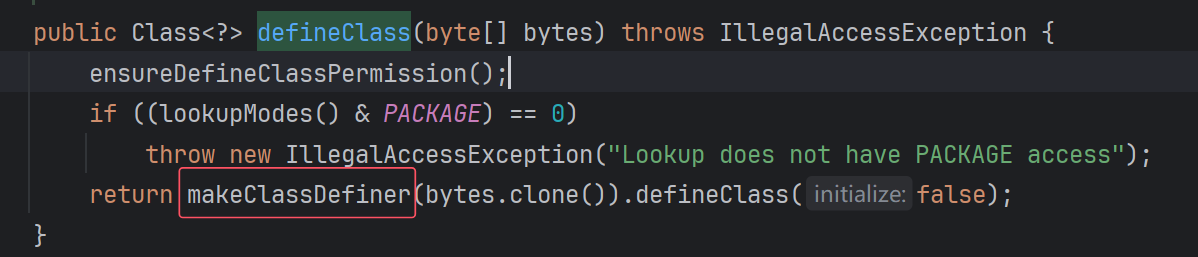 public Class<?> defineClass(byte[] bytes) throws IllegalAccessException {
    ensureDefineClassPermission();
    if ((lookupModes() & PACKAGE) == 0)
        throw new IllegalAccessException("Lookup does not have PACKAGE access");
    return makeClassDefiner(bytes.clone()).defineClass( initialize: false);
}